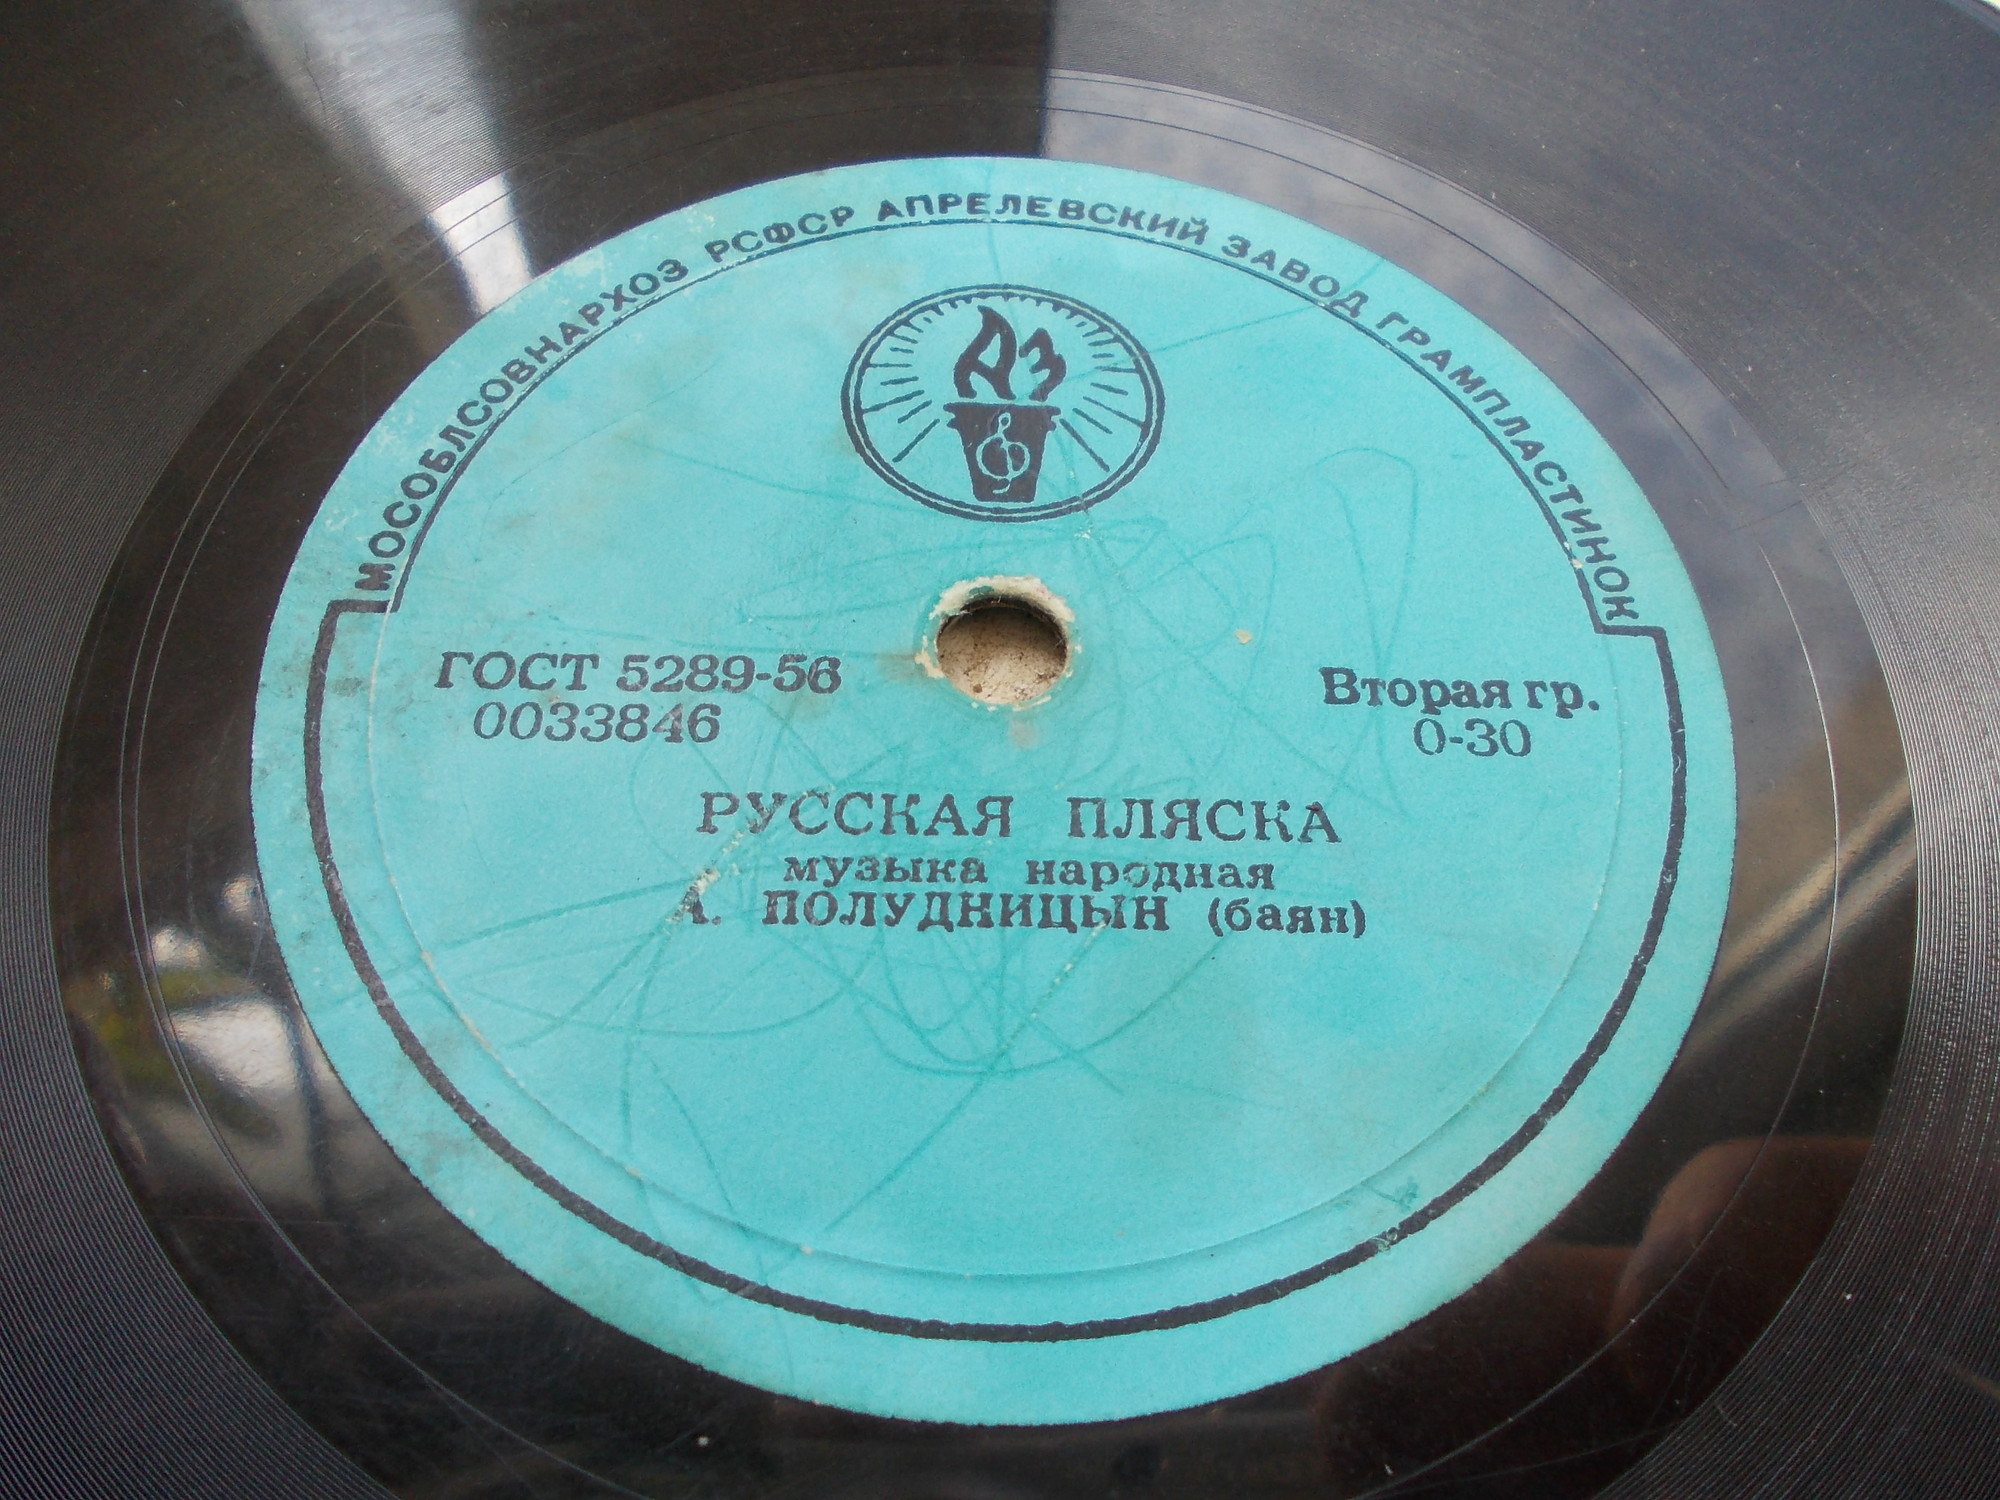 МОСОБЛСОВНАРХОЗ РСФСР АПРЕЛЕВСКИЙ ЗАВОД ГРАМПЛАСТИНОК
АЗ
ГОСТ 5289-56
0033846
Вторая гр.
0-30
РУССКАЯ ПЛЯСКА
музыка народная
А. ПОЛУДНИЦЫН (баян)